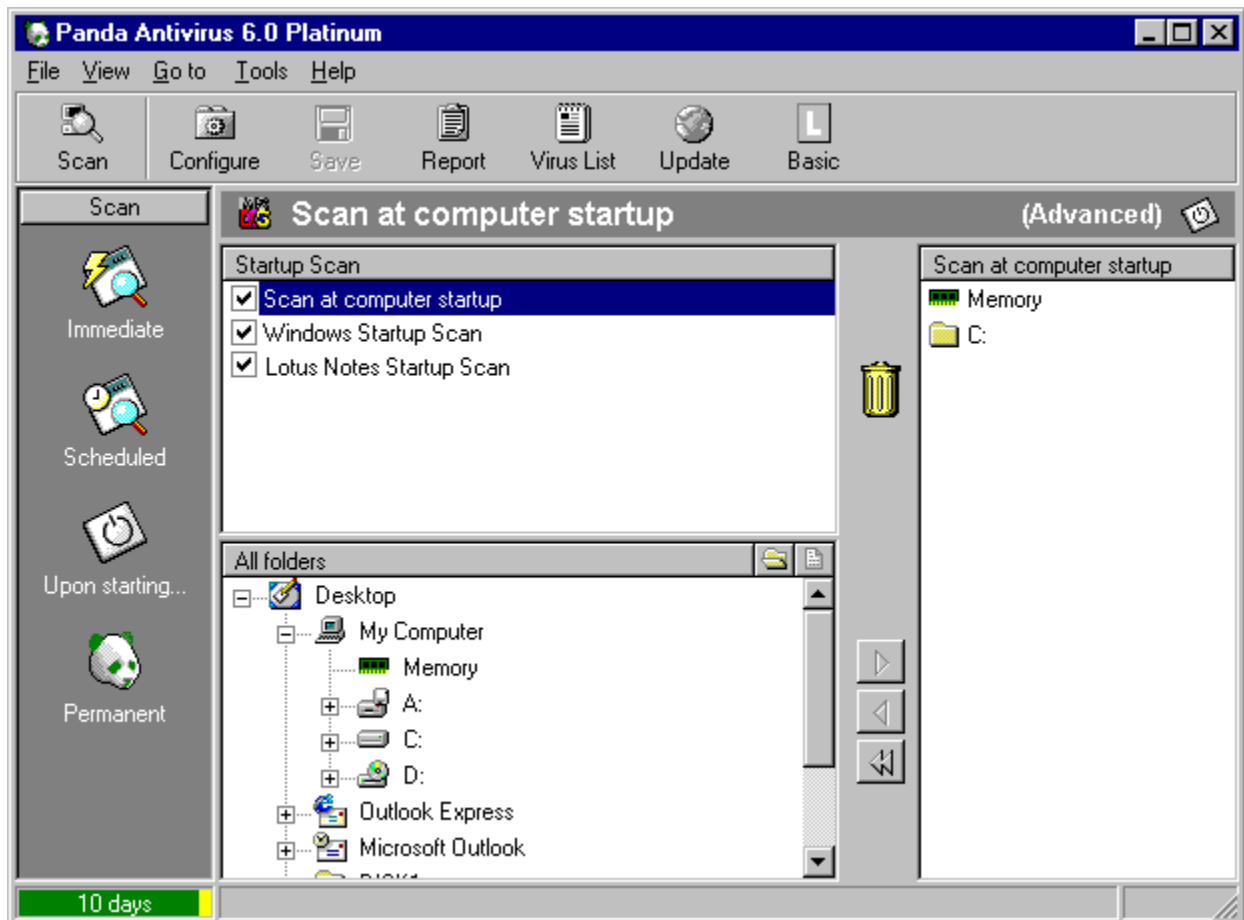 Panda Antivirus 6.0 Platinum
File View Go to Tools Help
Scan Configure Save Report Virus List Update Basic
Scan
Immediate
Scheduled
Upon starting...
Permanent
10 days
Scan at computer startup (Advanced)
Startup Scan
Scan at computer startup
Windows Startup Scan
Lotus Notes Startup Scan
All folders
Desktop
My Computer
Memory
A:
C:
D:
Outlook Express
Microsoft Outlook
Scan at computer startup
Memory
C: